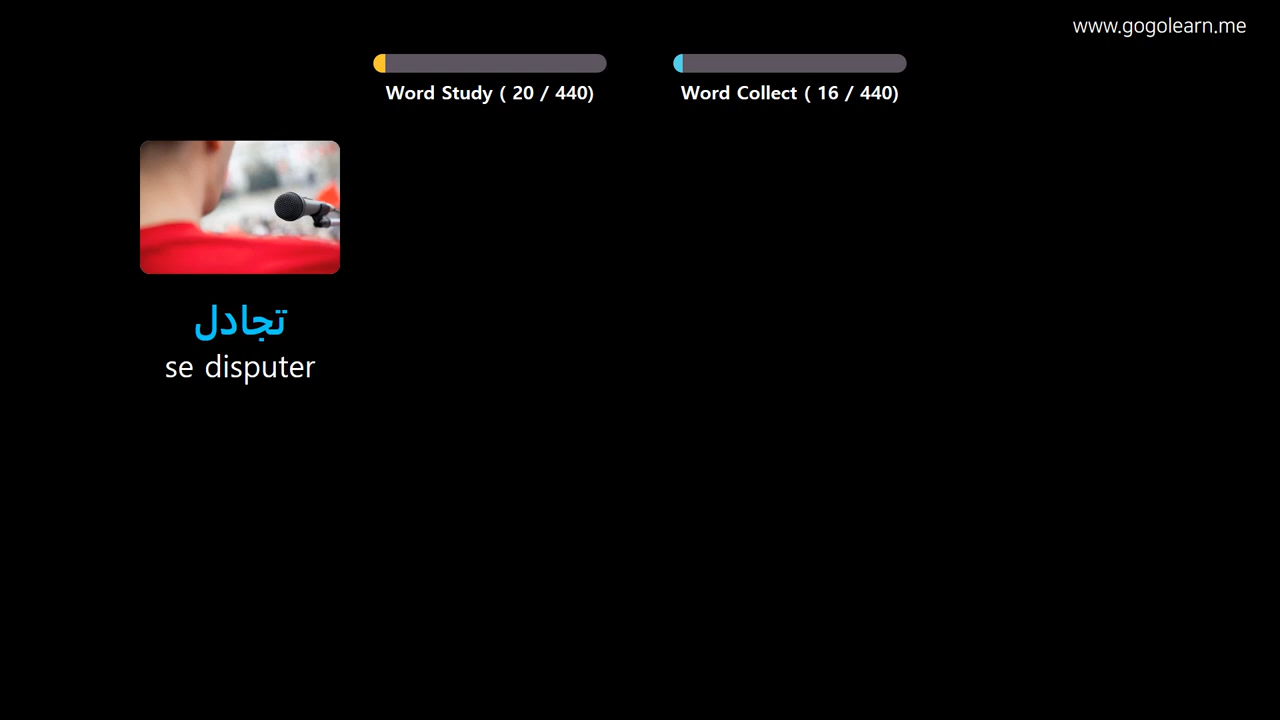 www.gogolearn.me
Word Study ( 20 / 440)
Word Collect ( 16 / 440)
تجادل
se disputer